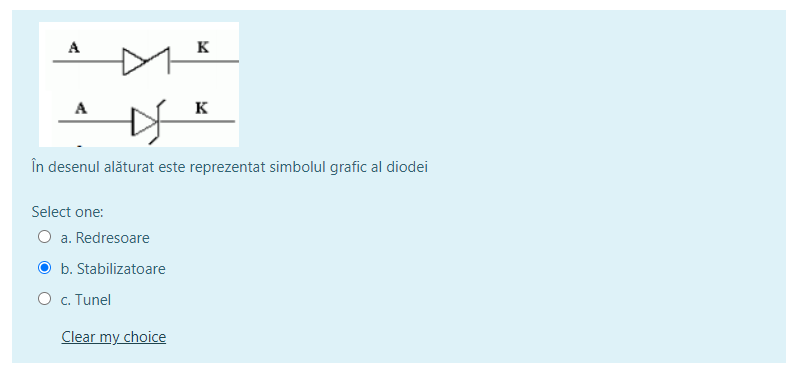 A K
A K
În desenul alăturat este reprezentat simbolul grafic al diodei
Select one:
a. Redresoare
b. Stabilizatoare
c. Tunel
Clear my choice